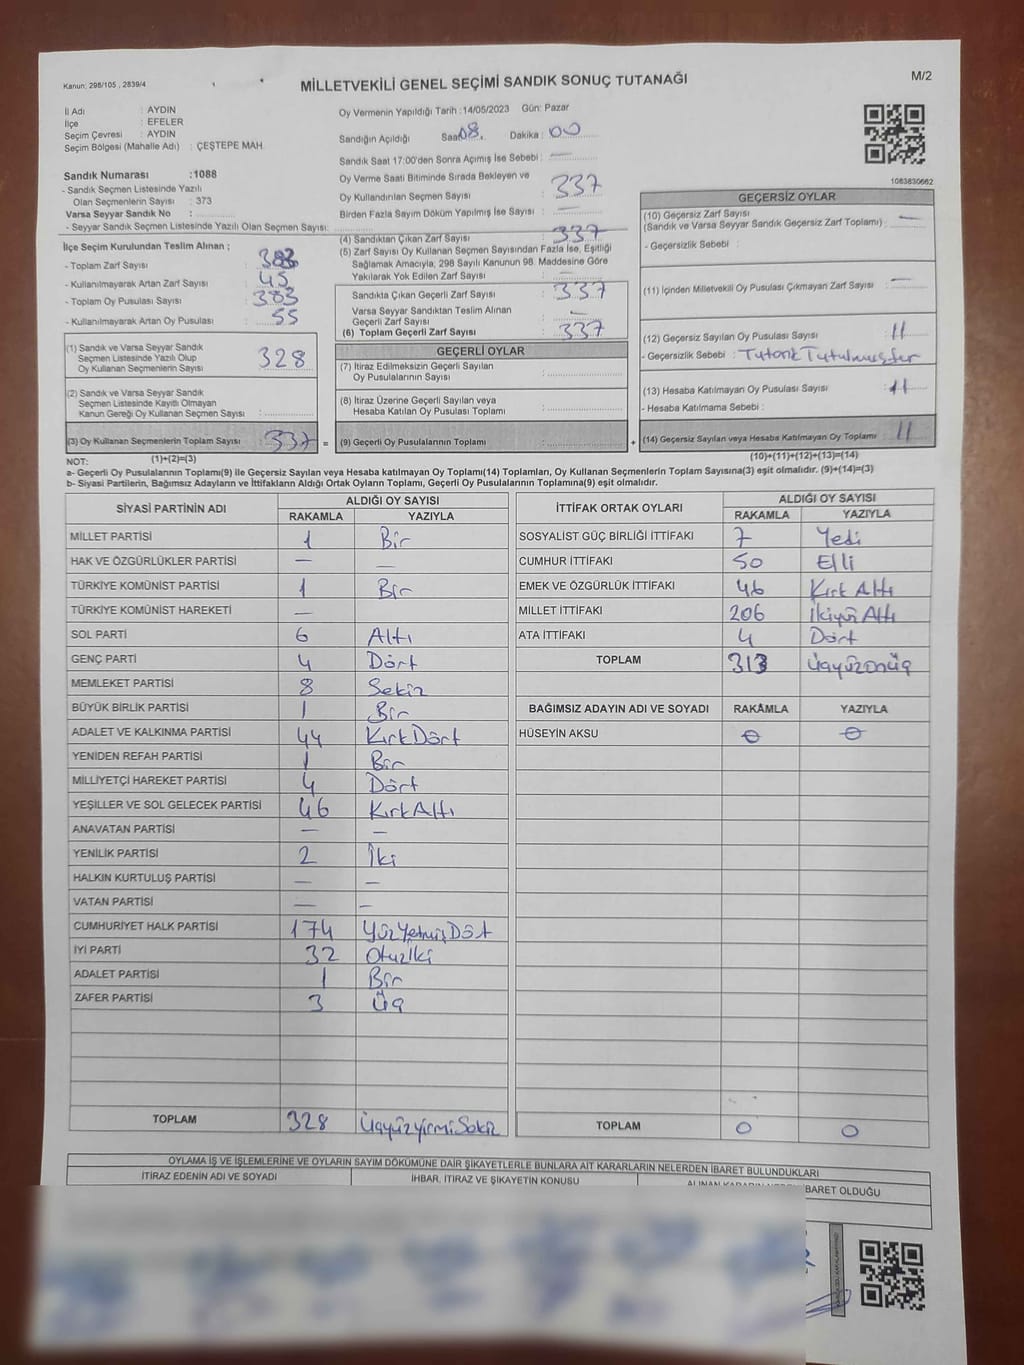 Kanun: 298/105 , 2839/4
MİLLETVEKİLİ GENEL SEÇİMİ SANDIK SONUÇ TUTANAĞI
M/2
İl Adı : AYDIN
İlçe : EFELER
Seçim Çevresi : AYDIN
Seçim Bölgesi (Mahalle Adı) : ÇEŞTEPE MAH.
Sandık Numarası :1088
- Sandık Seçmen Listesinde Yazılı
Olan Seçmenlerin Sayısı : 373
Varsa Seyyar Sandık No :
- Seyyar Sandık Seçmen Listesinde Yazılı Olan Seçmen Sayısı:
Oy Vermenin Yapıldığı Tarih :14/05/2023 Gün: Pazar
Sandığın Açıldığı Saat 08. Dakika : 00
Sandık Saat 17:00'den Sonra Açımış İse Sebebi : —
Oy Verme Saati Bitiminde Sırada Bekleyen ve
Oy Kullandırılan Seçmen Sayısı : 337
Birden Fazla Sayım Döküm Yapılmış İse Sayısı : —
1083830662
İlçe Seçim Kurulundan Teslim Alınan ;
- Toplam Zarf Sayısı : 383
- Kullanılmayarak Artan Zarf Sayısı : 45
- Toplam Oy Pusulası Sayısı : 383
- Kullanılmayarak Artan Oy Pusulası : 55
(1) Sandık ve Varsa Seyyar Sandık
Seçmen Listesinde Yazılı Olup
Oy Kullanan Seçmenlerin Sayısı : 328
(2) Sandık ve Varsa Seyyar Sandık
Seçmen Listesinde Kayıtlı Olmayan
Kanun Gereği Oy Kullanan Seçmen Sayısı :
(3) Oy Kullanan Seçmenlerin Toplam Sayısı : 337 =
(4) Sandıktan Çıkan Zarf Sayısı : 337
(5) Zarf Sayısı Oy Kullanan Seçmen Sayısından Fazla İse, Eşitliği
Sağlamak Amacıyla; 298 Sayılı Kanunun 98. Maddesine Göre
Yakılarak Yok Edilen Zarf Sayısı : —
Sandıkta Çıkan Geçerli Zarf Sayısı : 337
Varsa Seyyar Sandıktan Teslim Alınan
Geçerli Zarf Sayısı : —
(6) Toplam Geçerli Zarf Sayısı : 337
GEÇERLİ OYLAR
(7) İtiraz Edilmeksizin Geçerli Sayılan
Oy Pusulalarının Sayısı :
(8) İtiraz Üzerine Geçerli Sayılan veya
Hesaba Katılan Oy Pusulası Toplamı :
(9) Geçerli Oy Pusulalarının Toplamı : +
GEÇERSİZ OYLAR
(10) Geçersiz Zarf Sayısı
(Sandık ve Varsa Seyyar Sandık Geçersiz Zarf Toplamı) : —
- Geçersizlik Sebebi :
(11) İçinden Milletvekili Oy Pusulası Çıkmayan Zarf Sayısı : —
(12) Geçersiz Sayılan Oy Pusulası Sayısı : 11
- Geçersizlik Sebebi :
(13) Hesaba Katılmayan Oy Pusulası Sayısı : 11
- Hesaba Katılmama Sebebi :
(14) Geçersiz Sayılan veya Hesaba Katılmayan Oy Toplamı : 11
NOT: (1)+(2)=(3)
(10)+(11)+(12)+(13)=(14)
a- Geçerli Oy Pusulalarının Toplamı(9) ile Geçersiz Sayılan veya Hesaba katılmayan Oy Toplamı(14) Toplamları, Oy Kullanan Seçmenlerin Toplam Sayısına(3) eşit olmalıdır. (9)+(14)=(3)
b- Siyasi Partilerin, Bağımsız Adayların ve İttifakların Aldığı Ortak Oyların Toplamı, Geçerli Oy Pusulalarının Toplamına(9) eşit olmalıdır.
SİYASİ PARTİNİN ADI ALDIĞI OY SAYISI
RAKAMLA YAZIYLA
MİLLET PARTİSİ 1 Bir
HAK VE ÖZGÜRLÜKLER PARTİSİ — —
TÜRKİYE KOMÜNİST PARTİSİ 1 Bir
TÜRKİYE KOMÜNİST HAREKETİ —
SOL PARTİ 6 Altı
GENÇ PARTİ 4 Dört
MEMLEKET PARTİSİ 8 Sekiz
BÜYÜK BİRLİK PARTİSİ 1 Bir
ADALET VE KALKINMA PARTİSİ 44 Kırk Dört
YENİDEN REFAH PARTİSİ 1 Bir
MİLLİYETÇİ HAREKET PARTİSİ 4 Dört
YEŞİLLER VE SOL GELECEK PARTİSİ 46 Kırk Altı
ANAVATAN PARTİSİ — —
YENİLİK PARTİSİ 2 İki
HALKIN KURTULUŞ PARTİSİ — —
VATAN PARTİSİ — —
CUMHURİYET HALK PARTİSİ 174 Yüz Yetmiş Dört
İYİ PARTİ 32 Otuz İki
ADALET PARTİSİ 1 Bir
ZAFER PARTİSİ 3 Üç
TOPLAM 328 ÜçyüzyirmiSekiz
İTTİFAK ORTAK OYLARI ALDIĞI OY SAYISI
RAKAMLA YAZIYLA
SOSYALİST GÜÇ BİRLİĞİ İTTİFAKI 7 Yedi
CUMHUR İTTİFAKI 50 Elli
EMEK VE ÖZGÜRLÜK İTTİFAKI 46 Kırk Altı
MİLLET İTTİFAKI 206 İkiyüz Altı
ATA İTTİFAKI 4 Dört
TOPLAM 313 Üçyüzonüç
BAĞIMSIZ ADAYIN ADI VE SOYADI RAKAMLA YAZIYLA
HÜSEYİN AKSU 0 0
TOPLAM 0 0
OYLAMA İŞ VE İŞLEMLERİNE VE OYLARIN SAYIM DÖKÜMÜNE DAİR ŞİKAYETLERLE BUNLARA AİT KARARLARIN NELERDEN İBARET BULUNDUKLARI
İTİRAZ EDENİN ADI VE SOYADI
İHBAR, İTİRAZ VE ŞİKAYETİN KONUSU
BARET OLDUĞU